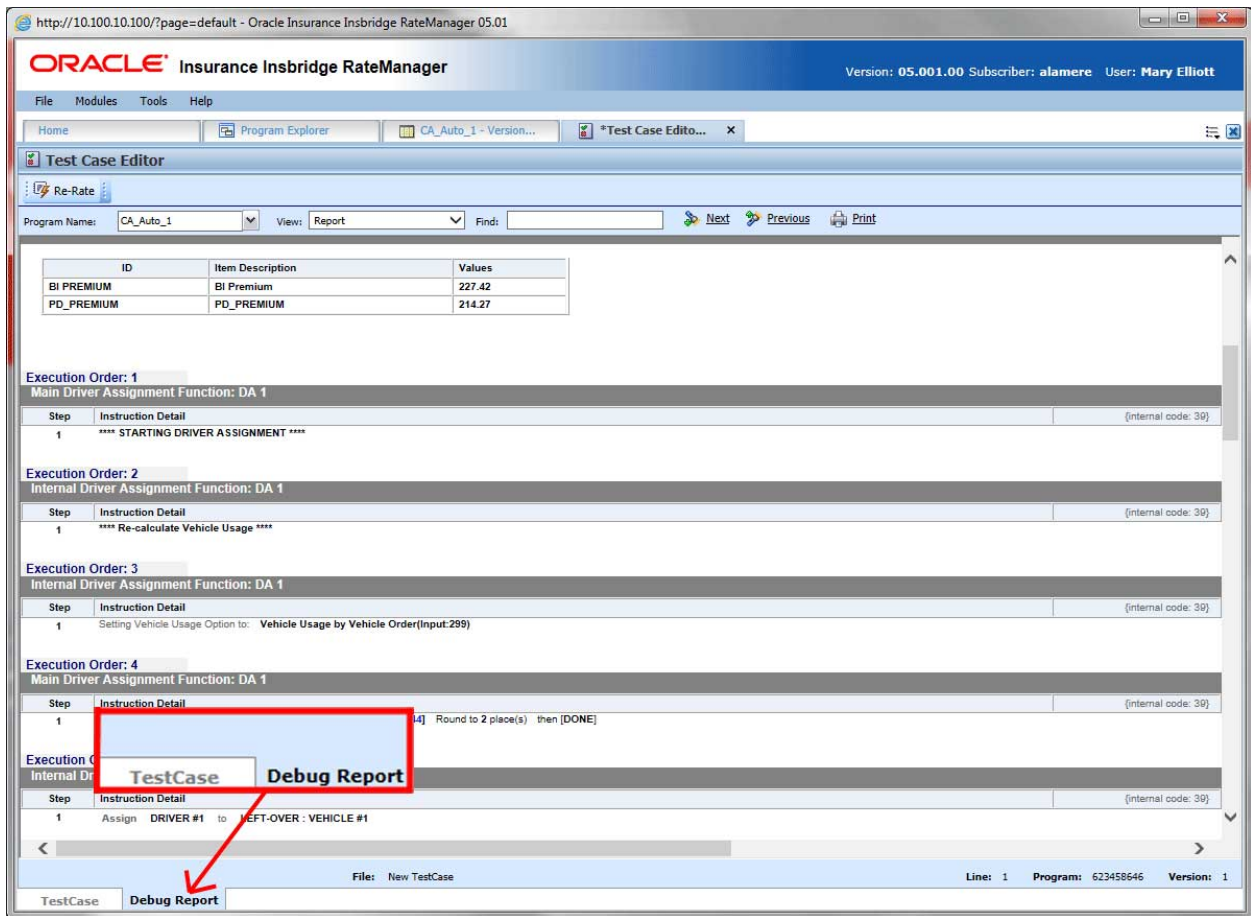 http://10.100.10.100/?page=default - Oracle Insurance Insbridge RateManager 05.01
ORACLE Insurance Insbridge RateManager
Version: 05.001.00 Subscriber: alamere User: Mary Elliott
File Modules Tools Help
Home Program Explorer CA_Auto_1 - Version... *Test Case Edito... x
Test Case Editor
Re-Rate
Program Name: CA_Auto_1 View: Report Find: Next Previous Print
ID Item Description Values
BI PREMIUM BI Premium 227.42
PD_PREMIUM PD_PREMIUM 214.27
Execution Order: 1
Main Driver Assignment Function: DA 1
Step Instruction Detail {internal code: 39}
1 **** STARTING DRIVER ASSIGNMENT ****
Execution Order: 2
Internal Driver Assignment Function: DA 1
Step Instruction Detail {internal code: 39}
1 **** Re-calculate Vehicle Usage ****
Execution Order: 3
Internal Driver Assignment Function: DA 1
Step Instruction Detail {internal code: 39}
1 Setting Vehicle Usage Option to: Vehicle Usage by Vehicle Order(Input:299)
Execution Order: 4
Main Driver Assignment Function: DA 1
Step Instruction Detail {internal code: 39}
1 Round to 2 place(s) then [DONE]
Execution
Internal
TestCase Debug Report
Step Instruction Detail {internal code: 39}
1 Assign DRIVER #1 to LEFT-OVER : VEHICLE #1
File: New TestCase Line: 1 Program: 623458646 Version: 1
TestCase Debug Report